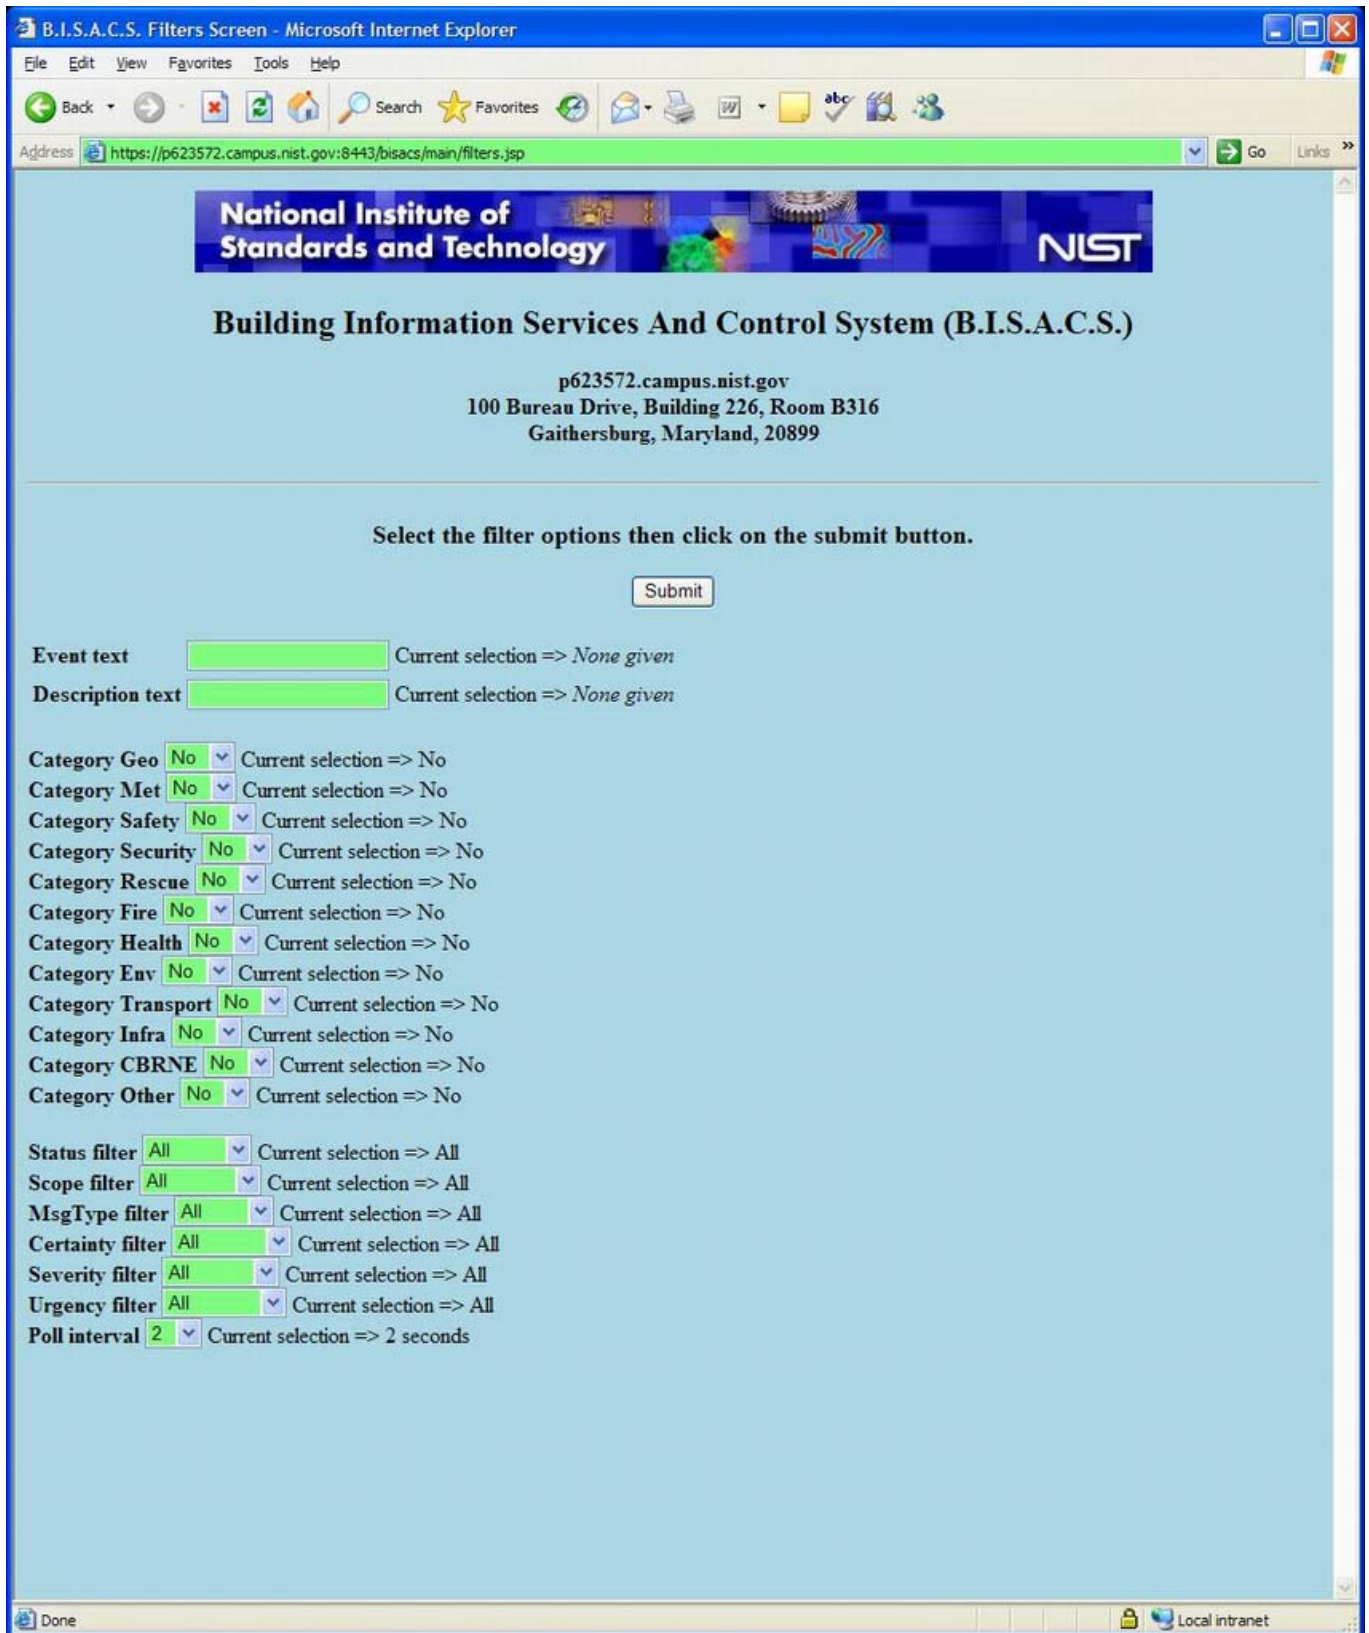 B.I.S.A.C.S. Filters Screen - Microsoft Internet Explorer
File Edit View Favorites Tools Help
Back Search Favorites W abc
Address https://p623572.campus.nist.gov:8443/bisacs/main/filters.jsp Go Links »
National Institute of
Standards and Technology NIST
Building Information Services And Control System (B.I.S.A.C.S.)
p623572.campus.nist.gov
100 Bureau Drive, Building 226, Room B316
Gaithersburg, Maryland, 20899
Select the filter options then click on the submit button.
Submit
Event text Current selection => None given
Description text Current selection => None given
Category Geo No Current selection => No
Category Met No Current selection => No
Category Safety No Current selection => No
Category Security No Current selection => No
Category Rescue No Current selection => No
Category Fire No Current selection => No
Category Health No Current selection => No
Category Env No Current selection => No
Category Transport No Current selection => No
Category Infra No Current selection => No
Category CBRNE No Current selection => No
Category Other No Current selection => No
Status filter All Current selection => All
Scope filter All Current selection => All
MsgType filter All Current selection => All
Certainty filter All Current selection => All
Severity filter All Current selection => All
Urgency filter All Current selection => All
Poll interval 2 Current selection => 2 seconds
Done Local intranet